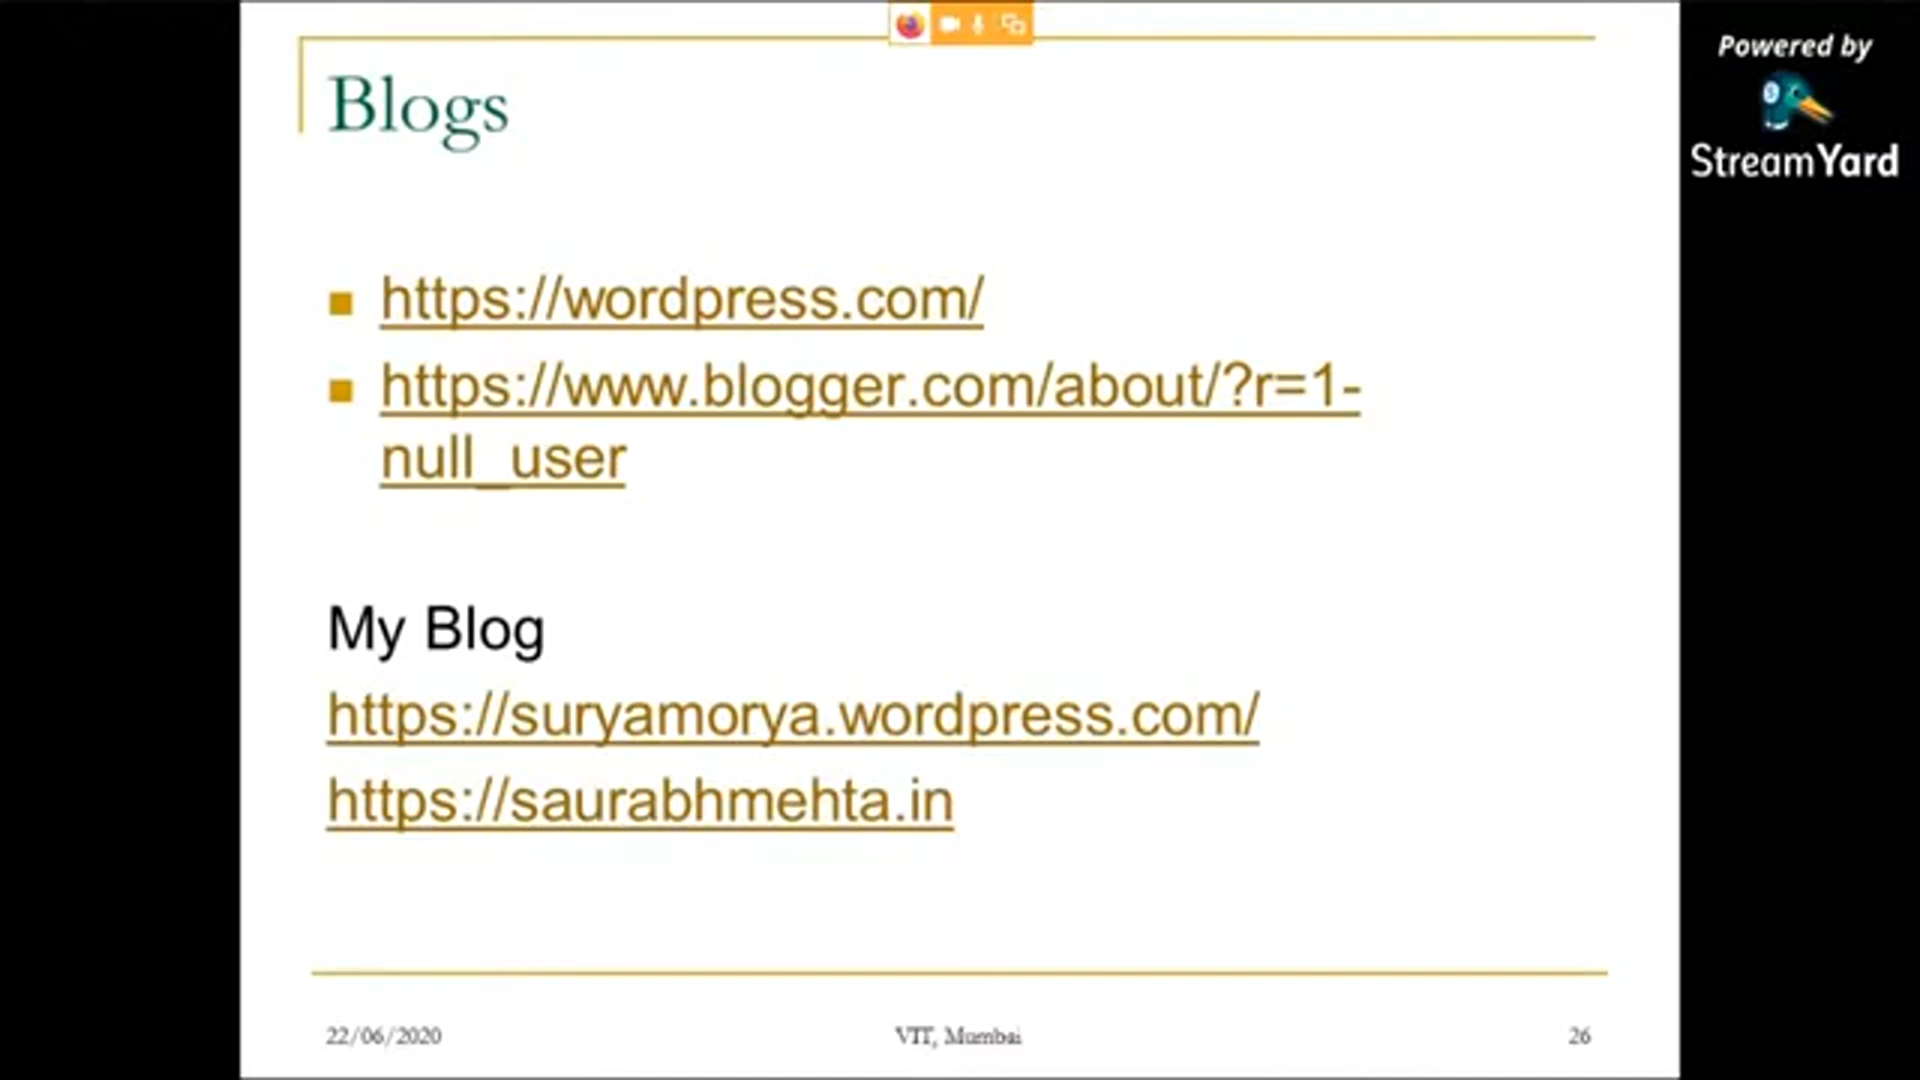 Powered by
StreamYard
Blogs
https://wordpress.com/
https://www.blogger.com/about/?r=1-
null_user
My Blog
https://suryamorya.wordpress.com/
https://saurabhmehta.in
22/06/2020 VIT, Mumbai 26